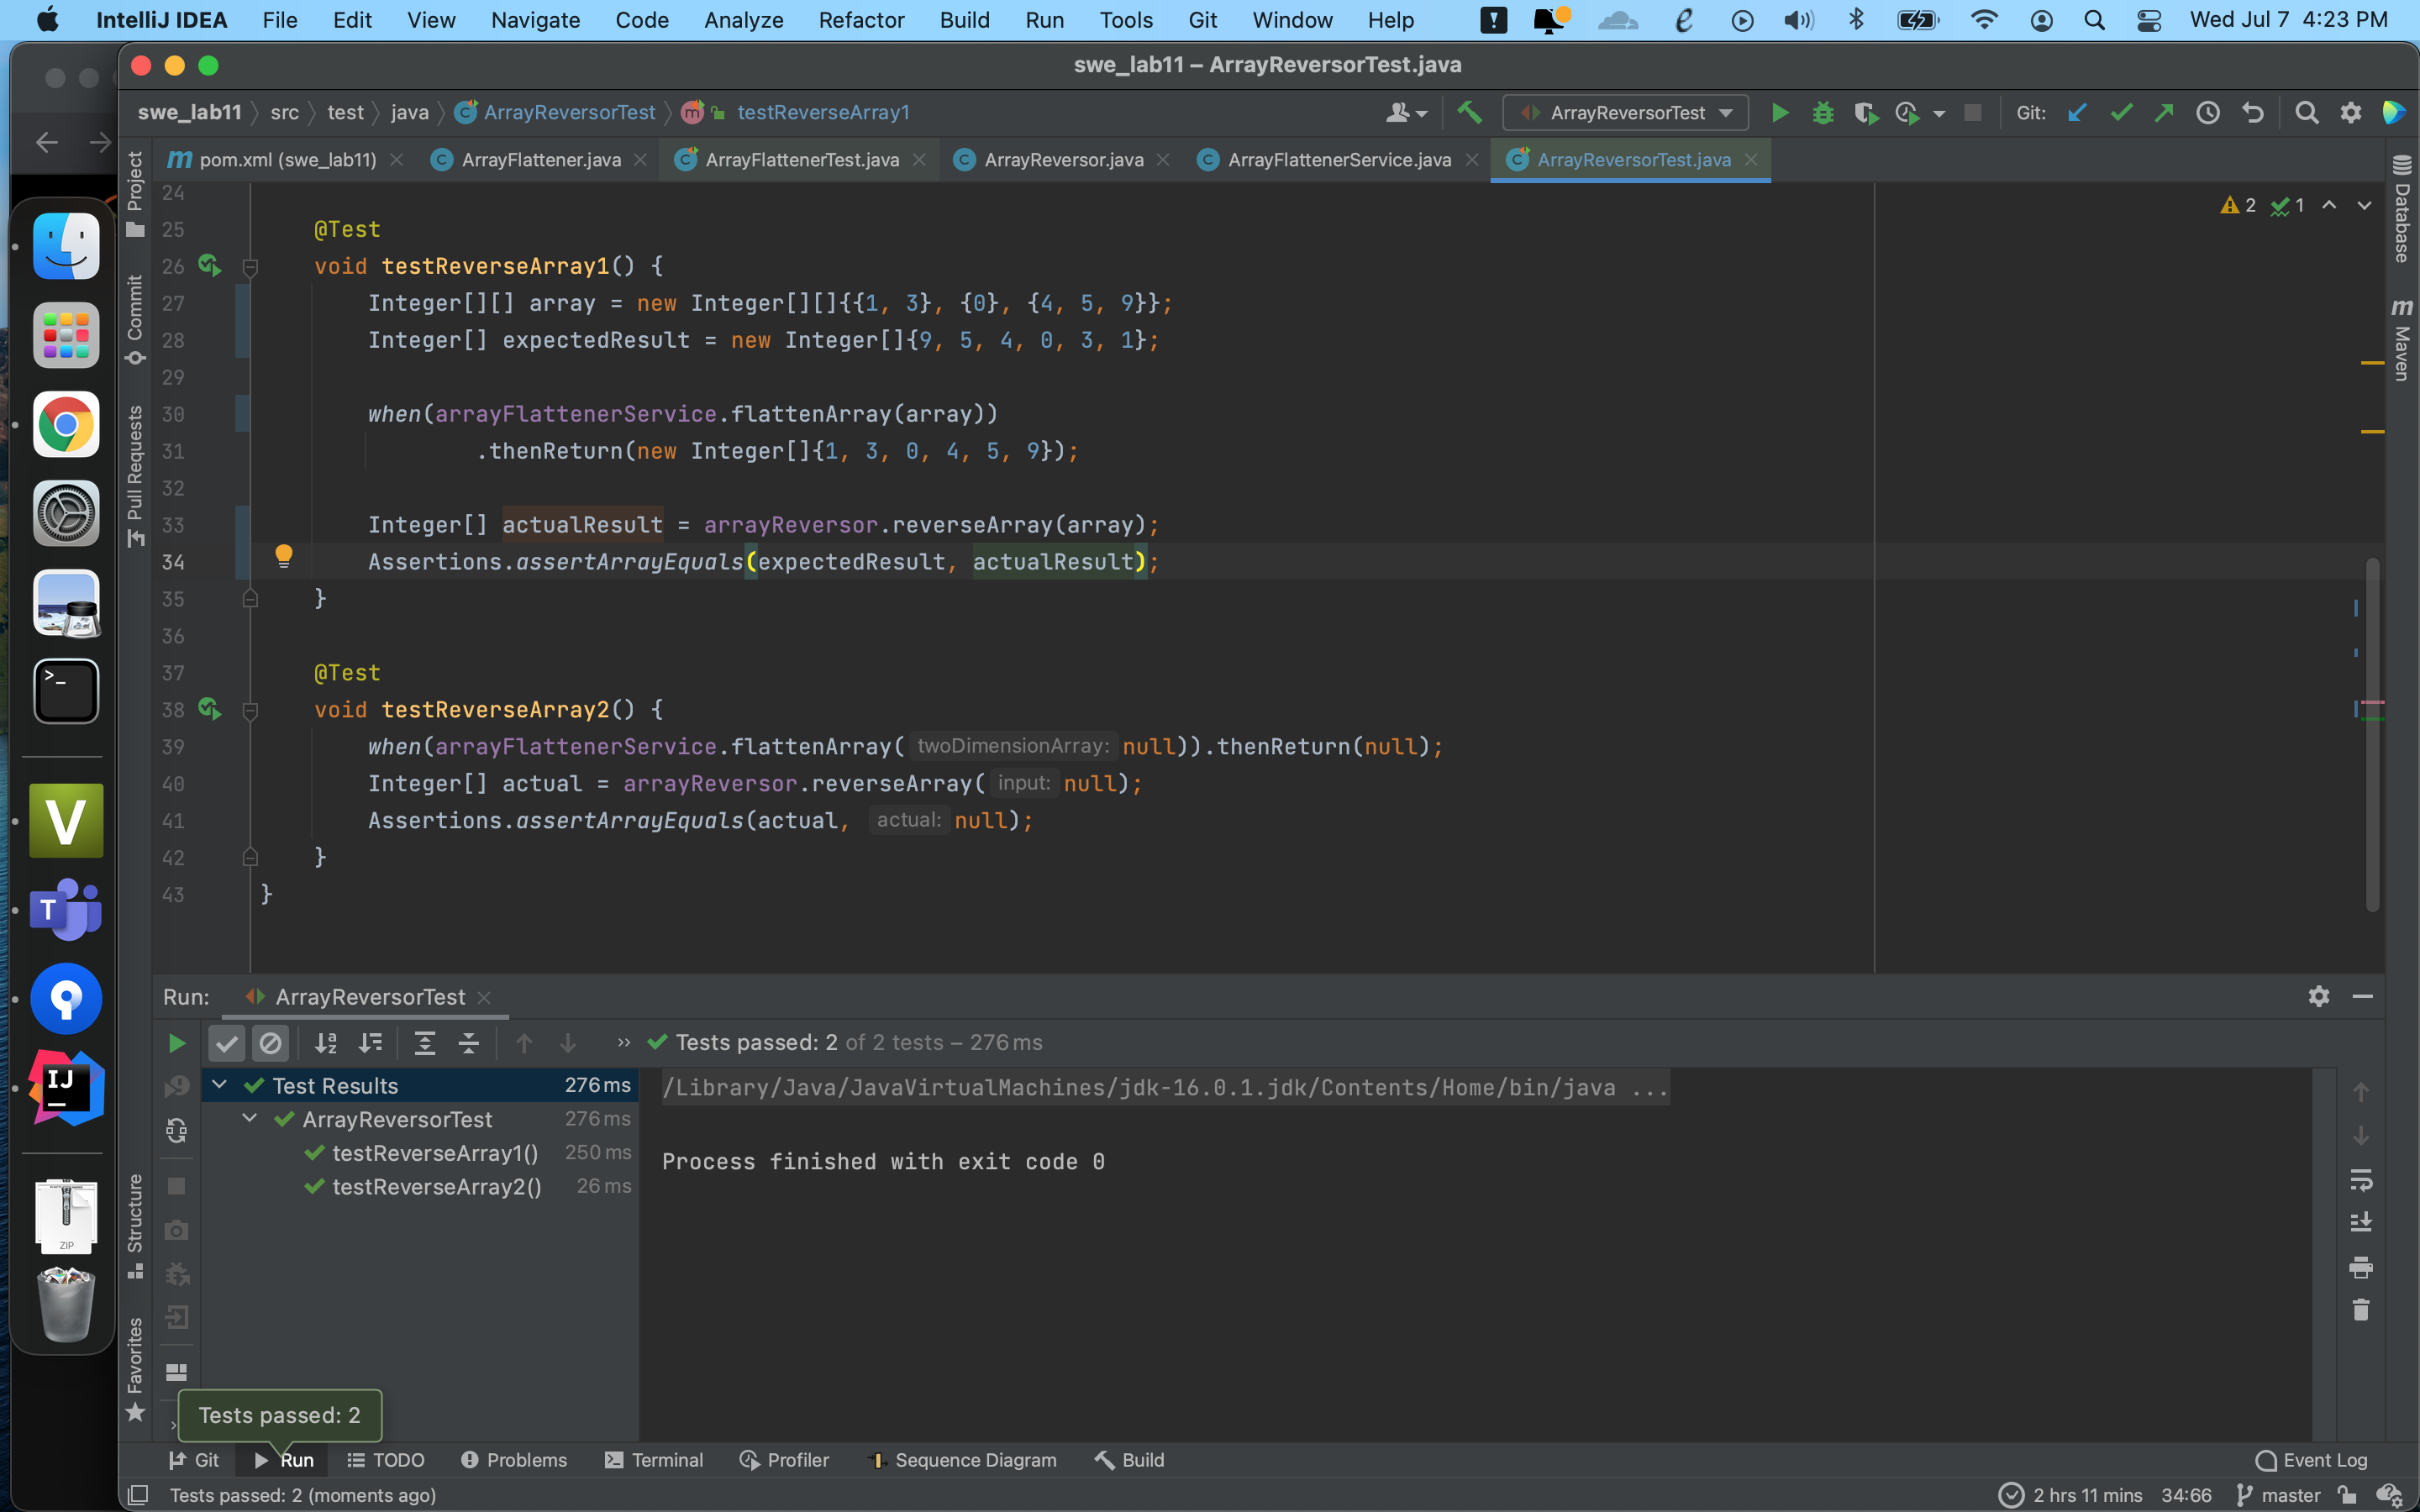 IntelliJ IDEA File Edit View Navigate Code Analyze Refactor Build Run Tools Git Window Help Wed Jul 7 4:23 PM
swe_lab11 – ArrayReversorTest.java
swe_lab11 src test java ArrayReversorTest m testReverseArray1 ArrayReversorTest Git:
m pom.xml (swe_lab11) C ArrayFlattener.java C ArrayFlattenerTest.java C ArrayReversor.java C ArrayFlattenerService.java C ArrayReversorTest.java
Project
Commit
Pull Requests
Structure
Favorites
Database
m Maven
2 1
24
25 @Test
26 void testReverseArray1() {
27 Integer[][] array = new Integer[][]{{1, 3}, {0}, {4, 5, 9}};
28 Integer[] expectedResult = new Integer[]{9, 5, 4, 0, 3, 1};
29
30 when(arrayFlattenerService.flattenArray(array))
31 .thenReturn(new Integer[]{1, 3, 0, 4, 5, 9});
32
33 Integer[] actualResult = arrayReversor.reverseArray(array);
34 Assertions.assertArrayEquals(expectedResult, actualResult);
35 }
36
37 @Test
38 void testReverseArray2() {
39 when(arrayFlattenerService.flattenArray( twoDimensionArray: null)).thenReturn(null);
40 Integer[] actual = arrayReversor.reverseArray( input: null);
41 Assertions.assertArrayEquals(actual, actual: null);
42 }
43 }
V
T
IJ
ZIP
Run: ArrayReversorTest
Tests passed: 2 of 2 tests – 276 ms
Test Results 276 ms
ArrayReversorTest 276 ms
testReverseArray1() 250 ms
testReverseArray2() 26 ms
/Library/Java/JavaVirtualMachines/jdk-16.0.1.jdk/Contents/Home/bin/java ...
Process finished with exit code 0
Tests passed: 2
Git Run TODO Problems Terminal Profiler Sequence Diagram Build Event Log
Tests passed: 2 (moments ago) 2 hrs 11 mins 34:66 master